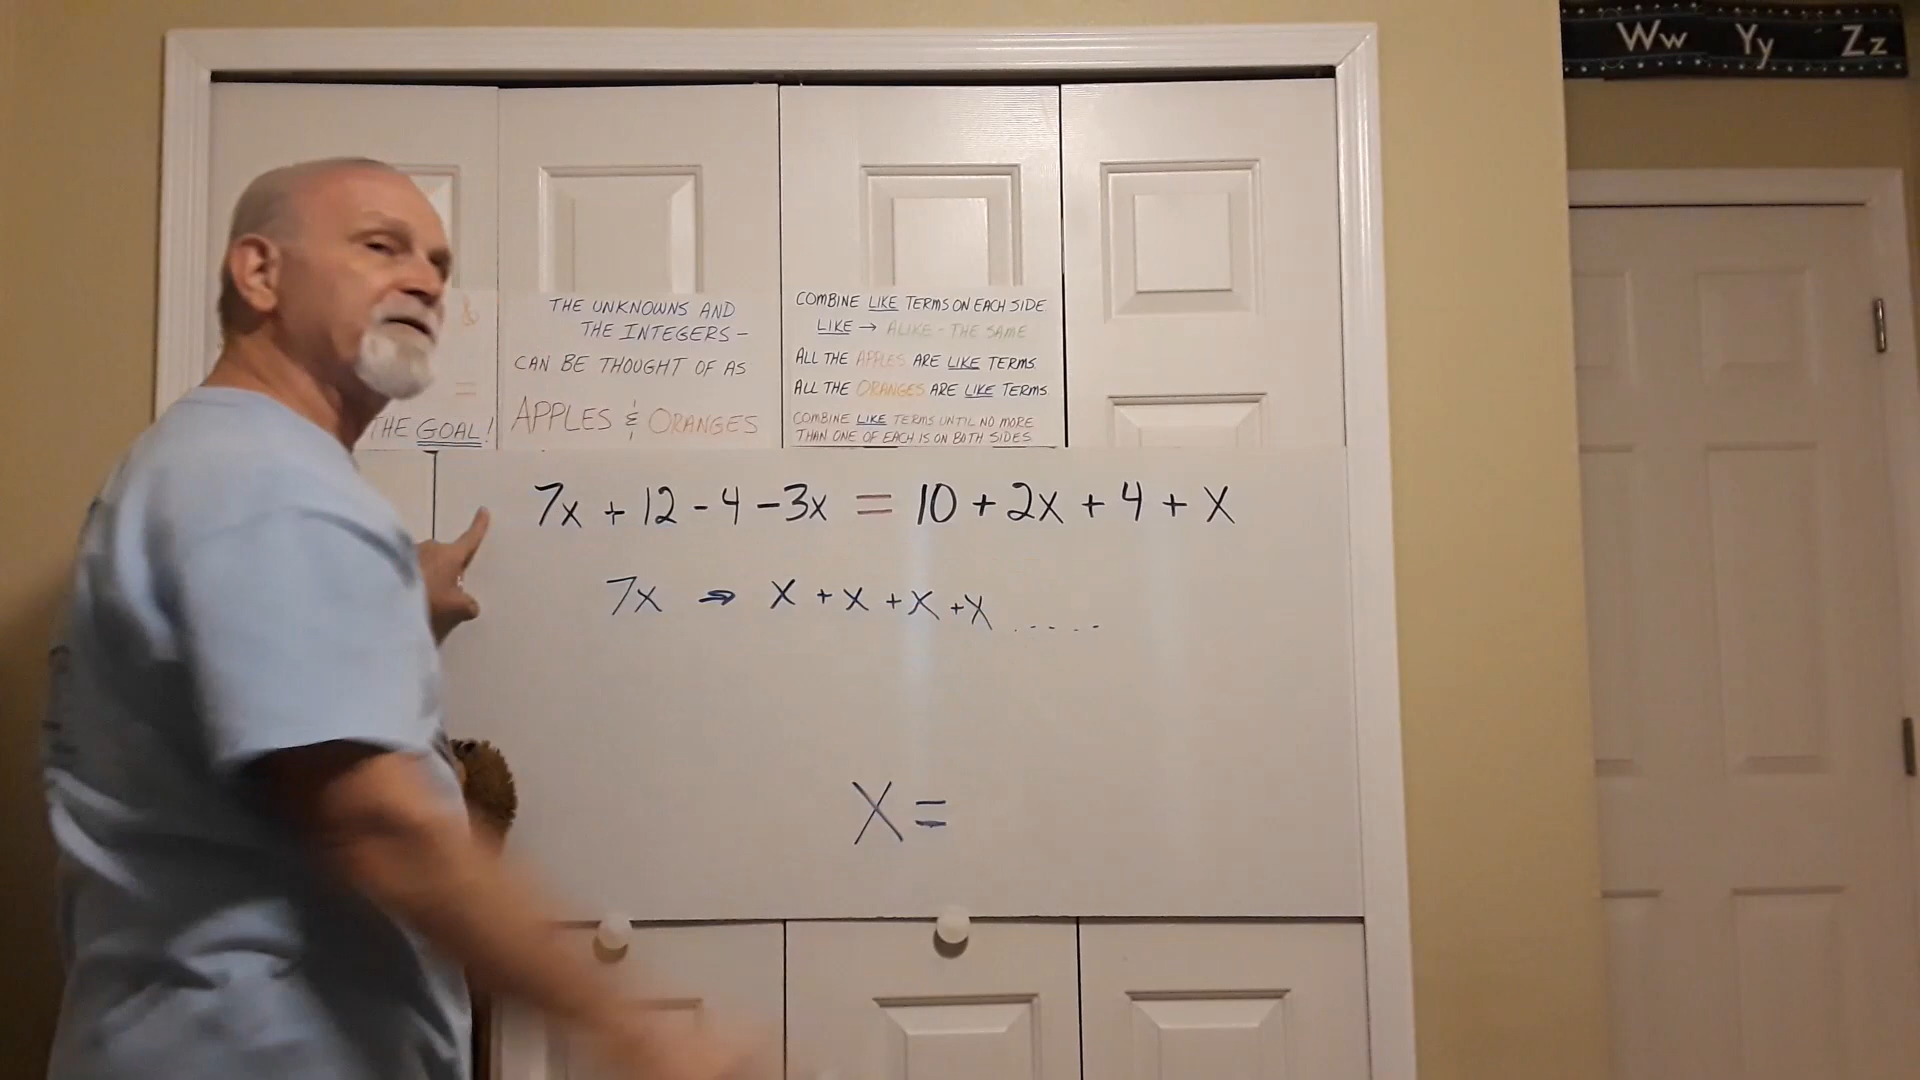 Ww Yy Zz
&
=
THE GOAL!
THE UNKNOWNS AND
THE INTEGERS -
CAN BE THOUGHT OF AS
APPLES & ORANGES
COMBINE LIKE TERMS ON EACH SIDE
LIKE → ALIKE - THE SAME
ALL THE APPLES ARE LIKE TERMS
ALL THE ORANGES ARE LIKE TERMS
COMBINE LIKE TERMS UNTIL NO MORE
THAN ONE OF EACH IS ON BOTH SIDES
7x + 12 - 4 - 3x = 10 + 2x + 4 + x
7x → x + x + x + x .....
X =